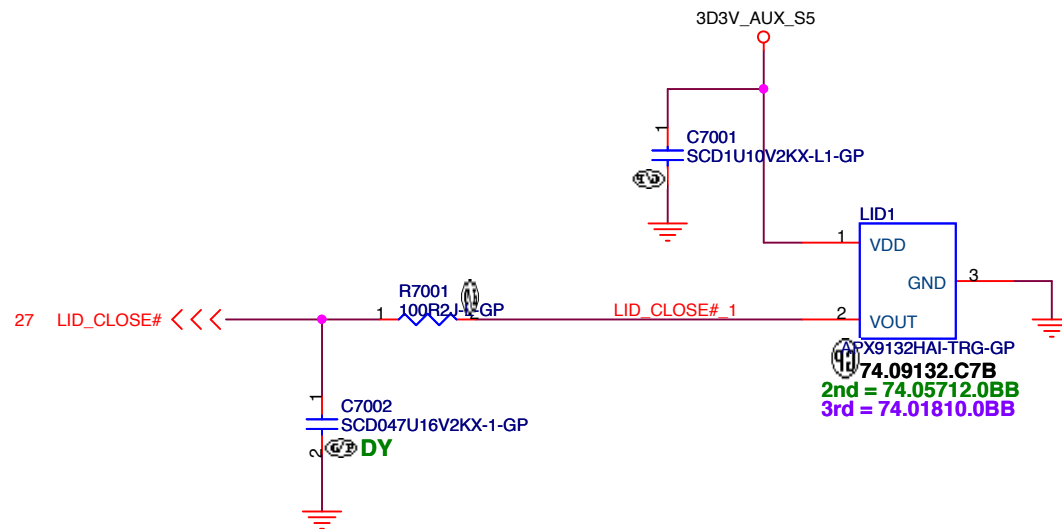 3D3V_AUX_S5
1
C7001
SCD1U10V2KX-L1-GP
LID1
1
VDD
GND
3
R7001
1
100R2J-L-GP
LID_CLOSE#_1
2
VOUT
27 LID_CLOSE#
APX9132HAI-TRG-GP
74.09132.C7B
2nd = 74.05712.0BB
3rd = 74.01810.0BB
1
C7002
SCD047U16V2KX-1-GP
2
DY